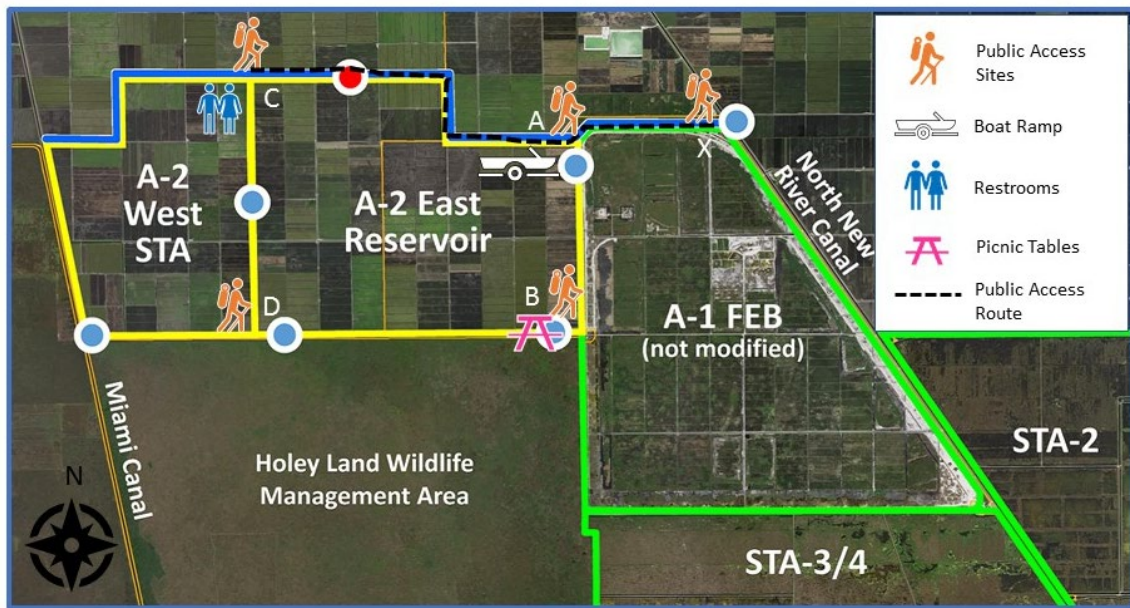 Public Access
Sites
Boat Ramp
Restrooms
Picnic Tables
Public Access
Route
C
A
X
North New
River Canal
A-2
West
STA
A-2 East
Reservoir
D
B
A-1 FEB
(not modified)
Miami Canal
STA-2
Holey Land Wildlife
Management Area
N
STA-3/4